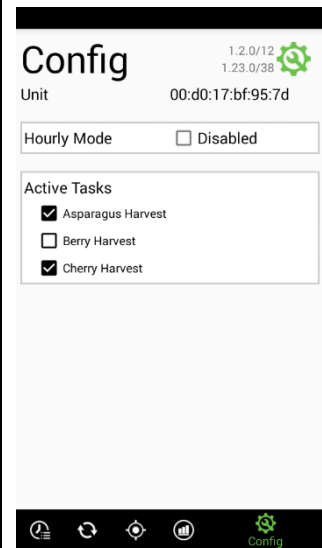 Config
1.2.0/12
1.23.0/38
Unit 00:d0:17:bf:95:7d
Hourly Mode Disabled
Active Tasks
Asparagus Harvest
Berry Harvest
Cherry Harvest
Config